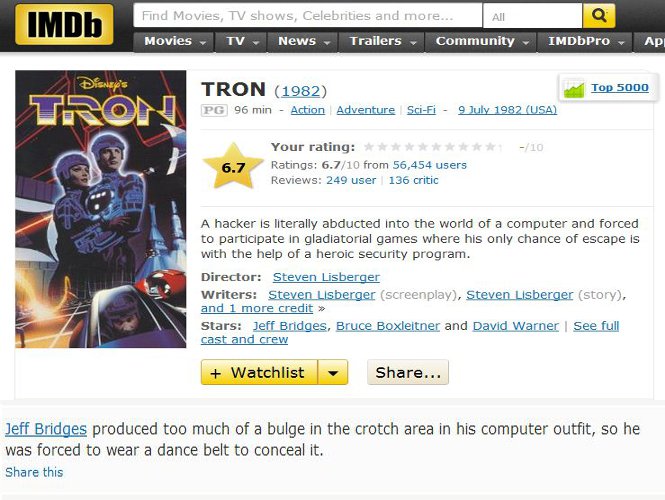 IMDb
Find Movies, TV shows, Celebrities and more...
All
Movies
TV
News
Trailers
Community
IMDbPro
Ap
Disney's
TRON
TRON (1982)
PG 96 min - Action | Adventure | Sci-Fi - 9 July 1982 (USA)
Top 5000
6.7
Your rating: -/10
Ratings: 6.7/10 from 56,454 users
Reviews: 249 user | 136 critic
A hacker is literally abducted into the world of a computer and forced
to participate in gladiatorial games where his only chance of escape is
with the help of a heroic security program.
Director: Steven Lisberger
Writers: Steven Lisberger (screenplay), Steven Lisberger (story),
and 1 more credit »
Stars: Jeff Bridges, Bruce Boxleitner and David Warner | See full
cast and crew
+ Watchlist
Share...
Jeff Bridges produced too much of a bulge in the crotch area in his computer outfit, so he
was forced to wear a dance belt to conceal it.
Share this